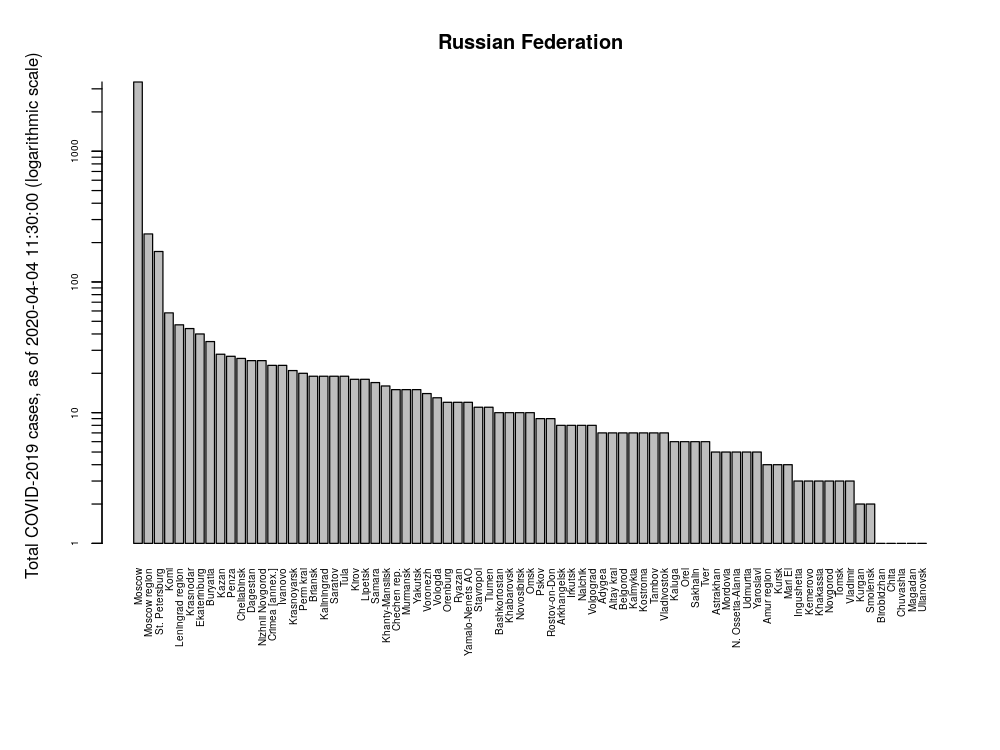 Russian Federation
Total COVID-2019 cases, as of 2020-04-04 11:30:00 (logarithmic scale)
1000
100
10
1
Moscow
Moscow region
St. Petersburg
Komi
Leningrad region
Krasnodar
Ekaterinburg
Buryatia
Kazan
Penza
Cheliabinsk
Dagestan
Nizhnii Novgorod
Crimea [annex.]
Ivanovo
Krasnoyarsk
Perm krai
Briansk
Kaliningrad
Saratov
Tula
Kirov
Lipetsk
Samara
Khanty-Mansiisk
Chechen rep.
Murmansk
Yakutsk
Voronezh
Vologda
Orenburg
Ryazan
Yamalo-Nenets AO
Stavropol
Tiumen
Bashkortostan
Khabarovsk
Novosibirsk
Omsk
Pskov
Rostov-on-Don
Arkhangelsk
Irkutsk
Nalchik
Volgograd
Adygea
Altay krai
Belgorod
Kalmykia
Kostroma
Tambov
Vladivostok
Kaluga
Orel
Sakhalin
Tver
Astrakhan
Mordovia
N. Ossetia-Alania
Udmurtia
Yaroslavl
Amur region
Kursk
Mariī El
Ingushetia
Kemerovo
Khakassia
Novgorod
Tomsk
Vladimir
Kurgan
Smolensk
Birobidzhan
Chita
Chuvashia
Magadan
Ulianovsk